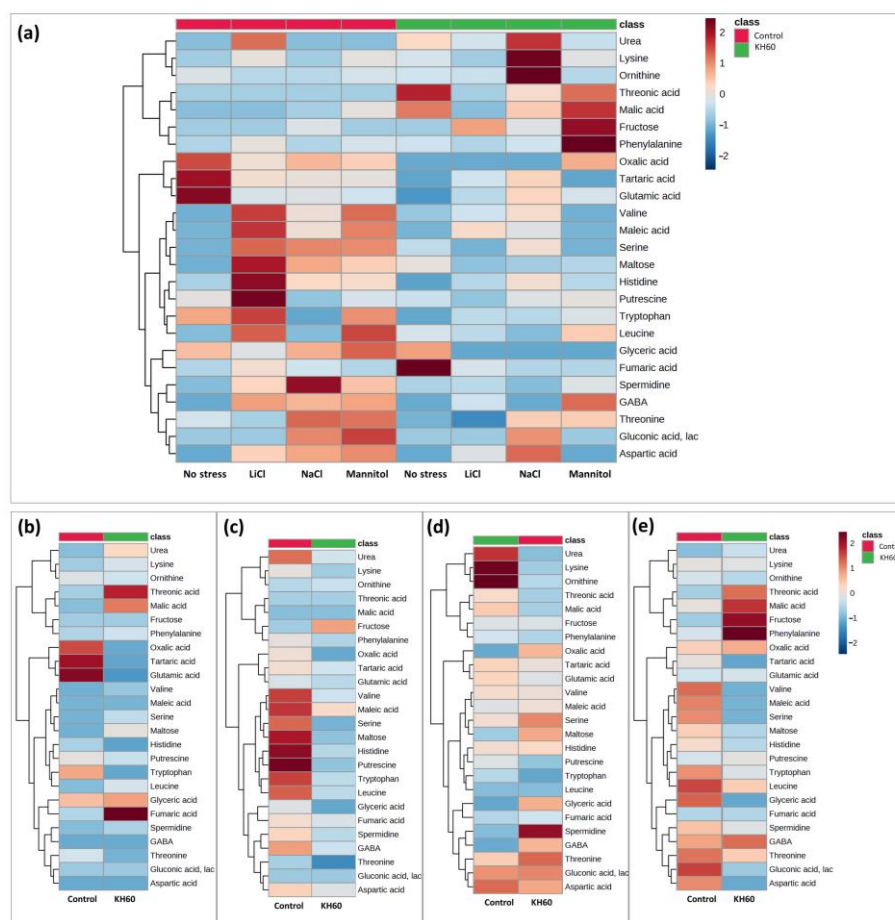 (a)
class
Urea
Lysine
Ornithine
Threonic acid
Malic acid
Fructose
Phenylalanine
Oxalic acid
Tartaric acid
Glutamic acid
Valine
Maleic acid
Serine
Maltose
Histidine
Putrescine
Tryptophan
Leucine
Glyceric acid
Fumaric acid
Spermidine
GABA
Threonine
Gluconic acid, lac
Aspartic acid
No stress LiCl NaCl Mannitol No stress LiCl NaCl Mannitol
2
1
0
-1
-2
class
Control
KH60
(b)
class
Urea
Lysine
Ornithine
Threonic acid
Malic acid
Fructose
Phenylalanine
Oxalic acid
Tartaric acid
Glutamic acid
Valine
Maleic acid
Serine
Maltose
Histidine
Putrescine
Tryptophan
Leucine
Glyceric acid
Fumaric acid
Spermidine
GABA
Threonine
Gluconic acid, lac
Aspartic acid
Control KH60
(c)
class
Urea
Lysine
Ornithine
Threonic acid
Malic acid
Fructose
Phenylalanine
Oxalic acid
Tartaric acid
Glutamic acid
Valine
Maleic acid
Serine
Maltose
Histidine
Putrescine
Tryptophan
Leucine
Glyceric acid
Fumaric acid
Spermidine
GABA
Threonine
Gluconic acid, lac
Aspartic acid
Control KH60
(d)
class
Urea
Lysine
Ornithine
Threonic acid
Malic acid
Fructose
Phenylalanine
Oxalic acid
Tartaric acid
Glutamic acid
Valine
Maleic acid
Serine
Maltose
Histidine
Putrescine
Tryptophan
Leucine
Glyceric acid
Fumaric acid
Spermidine
GABA
Threonine
Gluconic acid, lac
Aspartic acid
Control KH60
(e)
class
Urea
Lysine
Ornithine
Threonic acid
Malic acid
Fructose
Phenylalanine
Oxalic acid
Tartaric acid
Glutamic acid
Valine
Maleic acid
Serine
Maltose
Histidine
Putrescine
Tryptophan
Leucine
Glyceric acid
Fumaric acid
Spermidine
GABA
Threonine
Gluconic acid, lac
Aspartic acid
Control KH60
2
1
0
-1
-2
class
Contr
KH60